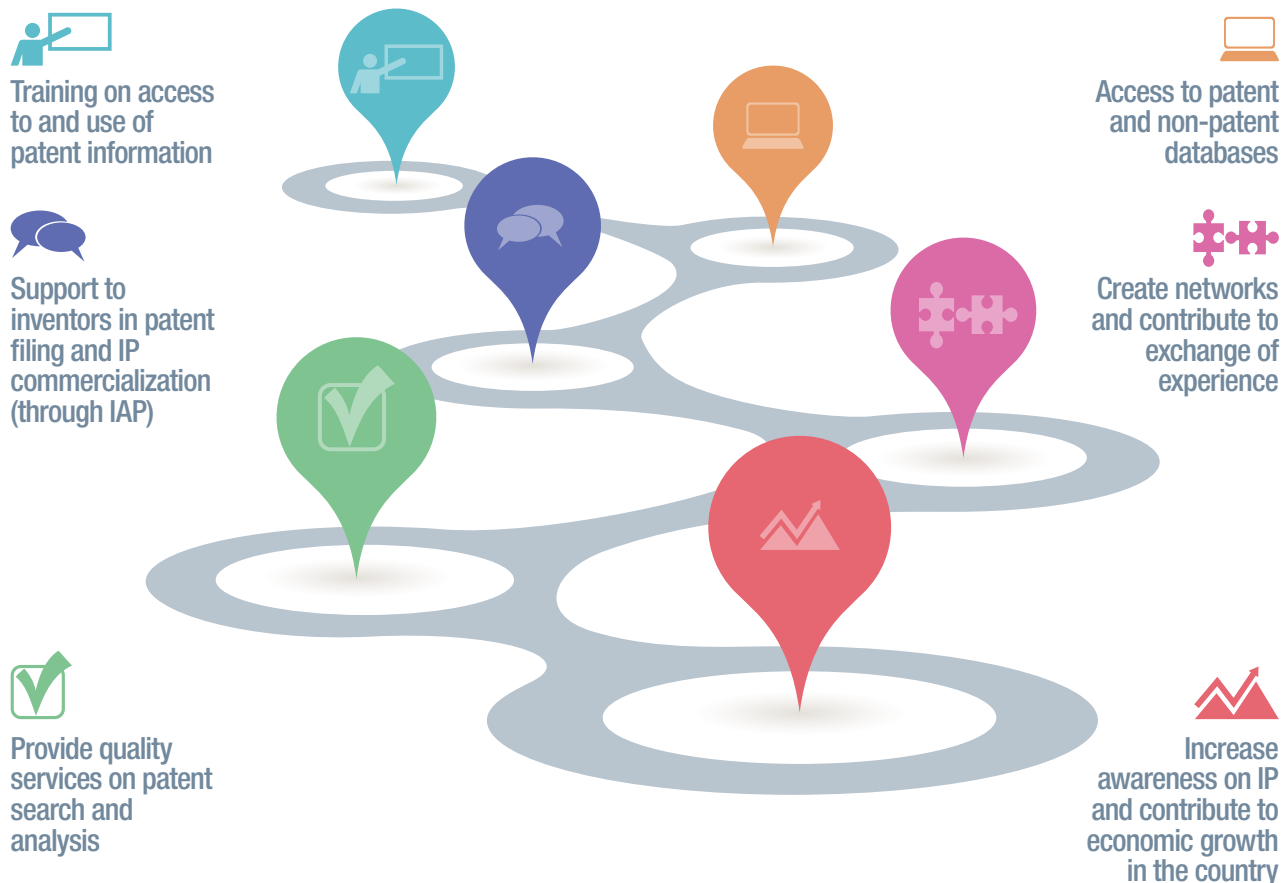 Training on access
to and use of
patent information
Support to
inventors in patent
filing and IP
commercialization
(through IAP)
Provide quality
services on patent
search and
analysis
Access to patent
and non-patent
databases
Create networks
and contribute to
exchange of
experience
Increase
awareness on IP
and contribute to
economic growth
in the country